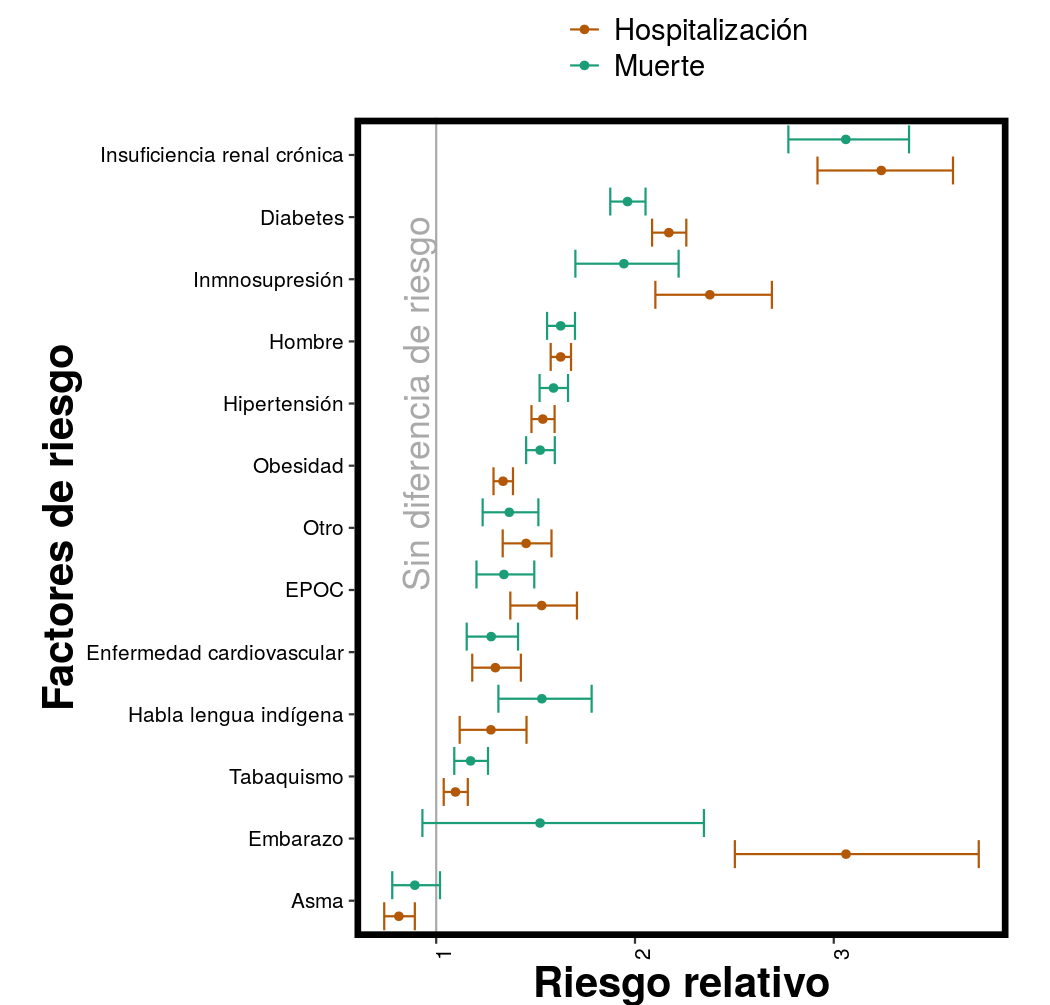 Hospitalización
Muerte
Factores de riesgo
Insuficiencia renal crónica
Diabetes
Inmnosupresión
Hombre
Hipertensión
Obesidad
Otro
EPOC
Enfermedad cardiovascular
Habla lengua indígena
Tabaquismo
Embarazo
Asma
Sin diferencia de riesgo
1
2
3
Riesgo relativo